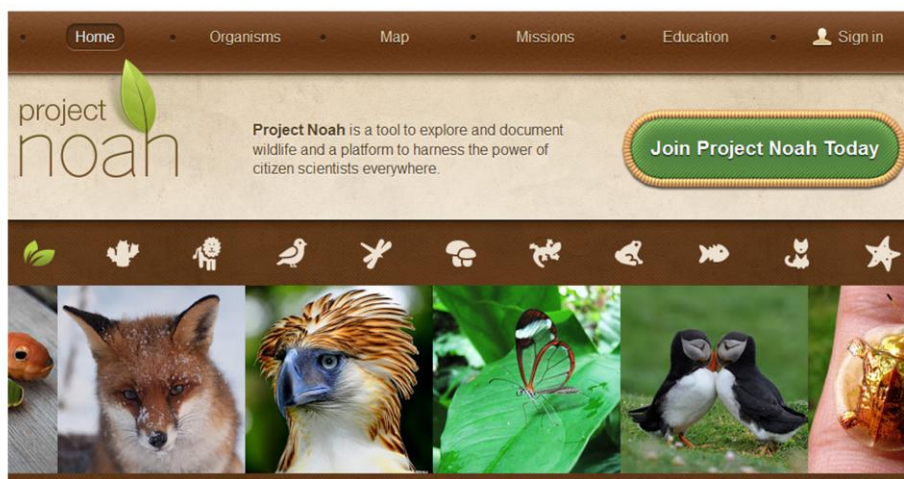 Home
Organisms
Map
Missions
Education
Sign in
project
noah
Project Noah is a tool to explore and document
wildlife and a platform to harness the power of
citizen scientists everywhere.
Join Project Noah Today